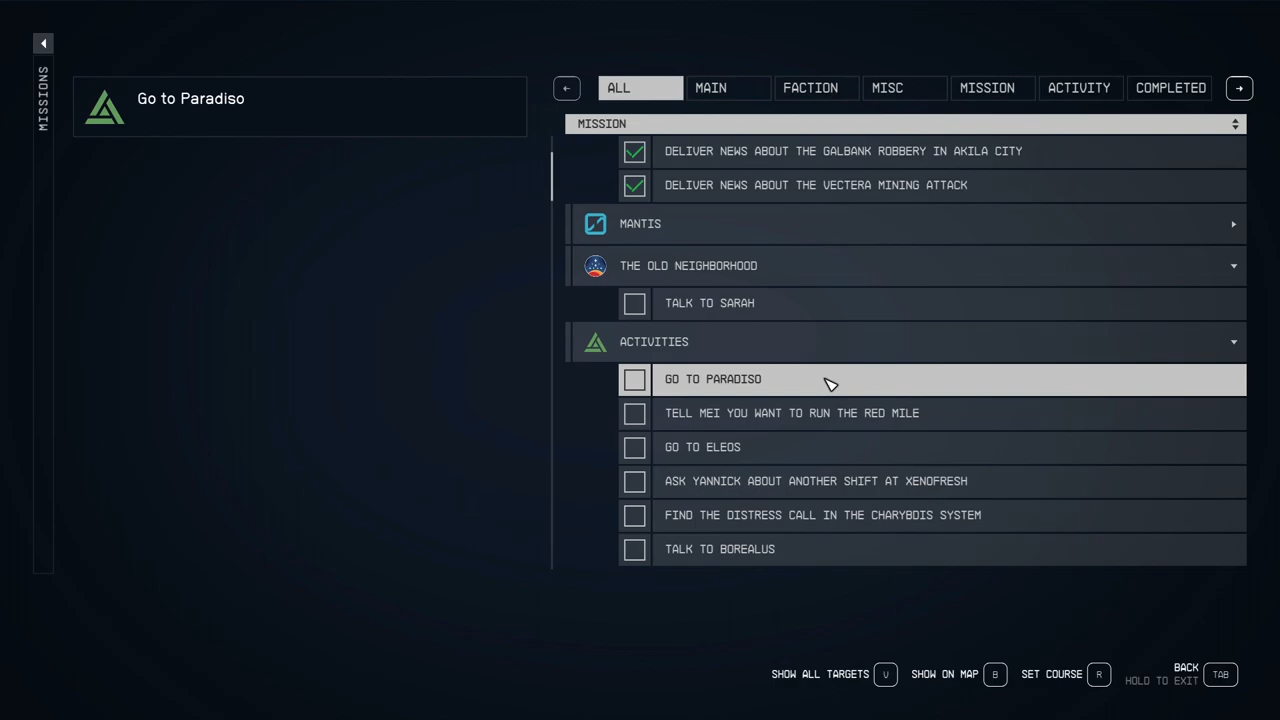 MISSIONS
Go to Paradiso
ALL MAIN FACTION MISC MISSION ACTIVITY COMPLETED
MISSION
DELIVER NEWS ABOUT THE GALBANK ROBBERY IN AKILA CITY
DELIVER NEWS ABOUT THE VECTERA MINING ATTACK
MANTIS
THE OLD NEIGHBORHOOD
TALK TO SARAH
ACTIVITIES
GO TO PARADISO
TELL MEI YOU WANT TO RUN THE RED MILE
GO TO ELEOS
ASK YANNICK ABOUT ANOTHER SHIFT AT XENOFRESH
FIND THE DISTRESS CALL IN THE CHARYBDIS SYSTEM
TALK TO BOREALUS
SHOW ALL TARGETS V SHOW ON MAP B SET COURSE R BACK TAB
HOLD TO EXIT